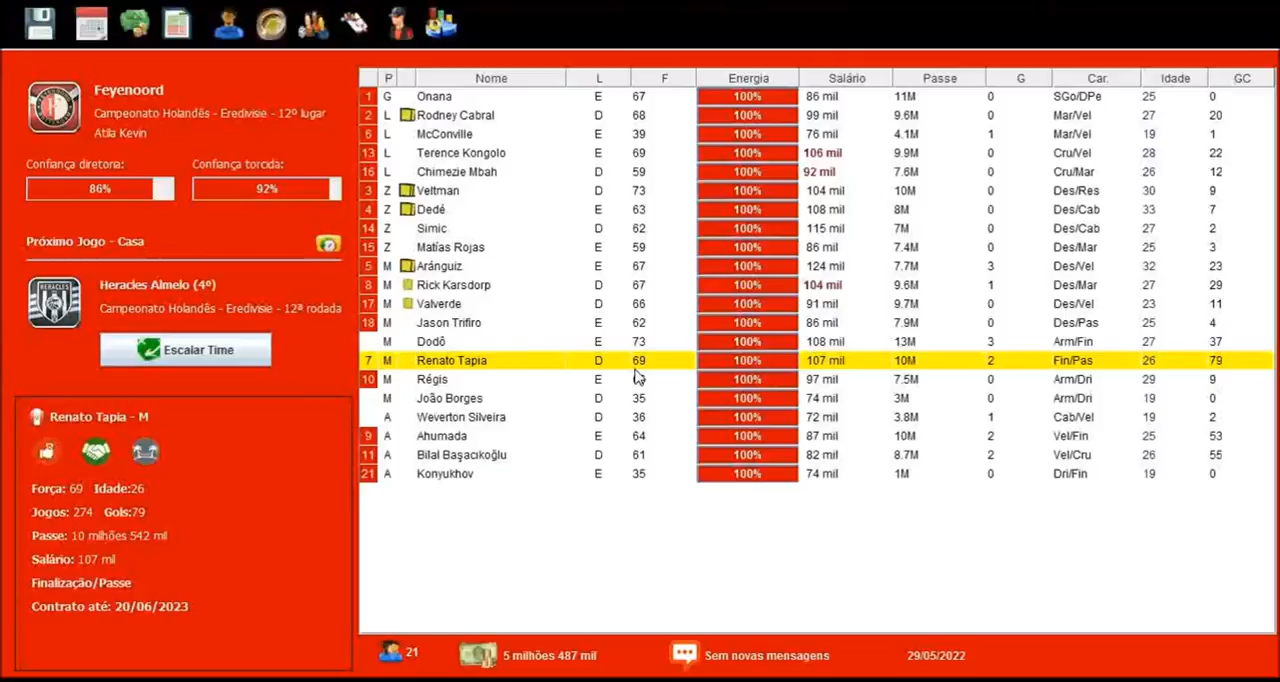 Feyenoord
Campeonato Holandês - Eredivisie - 12º lugar
Atila Kevin
Confiança diretoria: Confiança torcida:
86% 92%
Próximo Jogo - Casa
Heracles Almelo (4º)
Campeonato Holandês - Eredivisie - 12ª rodada
Escalar Time
Renato Tapia - M
Força: 69 Idade:26
Jogos: 274 Gols:79
Passe: 10 milhões 542 mil
Salário: 107 mil
Finalização/Passe
Contrato até: 20/06/2023
P Nome L F Energia Salário Passe G Car. Idade GC
1 G Onana E 67 100% 86 mil 11M 0 SGo/DPe 25 0
2 L Rodney Cabral D 68 100% 99 mil 9.6M 0 Mar/Vel 27 20
6 L McConville E 39 100% 76 mil 4.1M 1 Mar/Vel 19 1
13 L Terence Kongolo E 69 100% 106 mil 9.9M 0 Cru/Vel 28 22
16 L Chimezie Mbah D 59 100% 92 mil 7.6M 0 Cru/Mar 26 12
3 Z Veltman D 73 100% 104 mil 10M 0 Des/Res 30 9
4 Z Dedé E 63 100% 108 mil 8M 0 Des/Cab 33 7
14 Z Simic D 62 100% 115 mil 7M 0 Des/Cab 27 2
15 Z Matías Rojas E 59 100% 86 mil 7.4M 0 Des/Mar 25 3
5 M Aránguiz E 67 100% 124 mil 7.7M 3 Des/Vel 32 23
8 M Rick Karsdorp D 67 100% 104 mil 9.6M 1 Des/Mar 27 29
17 M Valverde D 66 100% 91 mil 9.7M 0 Des/Vel 23 11
18 M Jason Trifiro E 62 100% 86 mil 7.9M 0 Des/Pas 25 4
M Dodô E 73 100% 108 mil 13M 3 Arm/Fin 27 37
7 M Renato Tapia D 69 100% 107 mil 10M 2 Fin/Pas 26 79
10 M Régis E 100% 97 mil 7.5M 0 Arm/Dri 29 9
M João Borges D 35 100% 74 mil 3M 0 Arm/Dri 19 0
A Weverton Silveira D 36 100% 72 mil 3.8M 1 Cab/Vel 19 2
9 A Ahumada E 64 100% 87 mil 10M 2 Vel/Fin 25 53
11 A Bilal Başacıkoğlu D 61 100% 82 mil 8.7M 2 Vel/Cru 26 55
21 A Konyukhov E 35 100% 74 mil 1M 0 Dri/Fin 19 0
21 5 milhões 487 mil Sem novas mensagens 29/05/2022